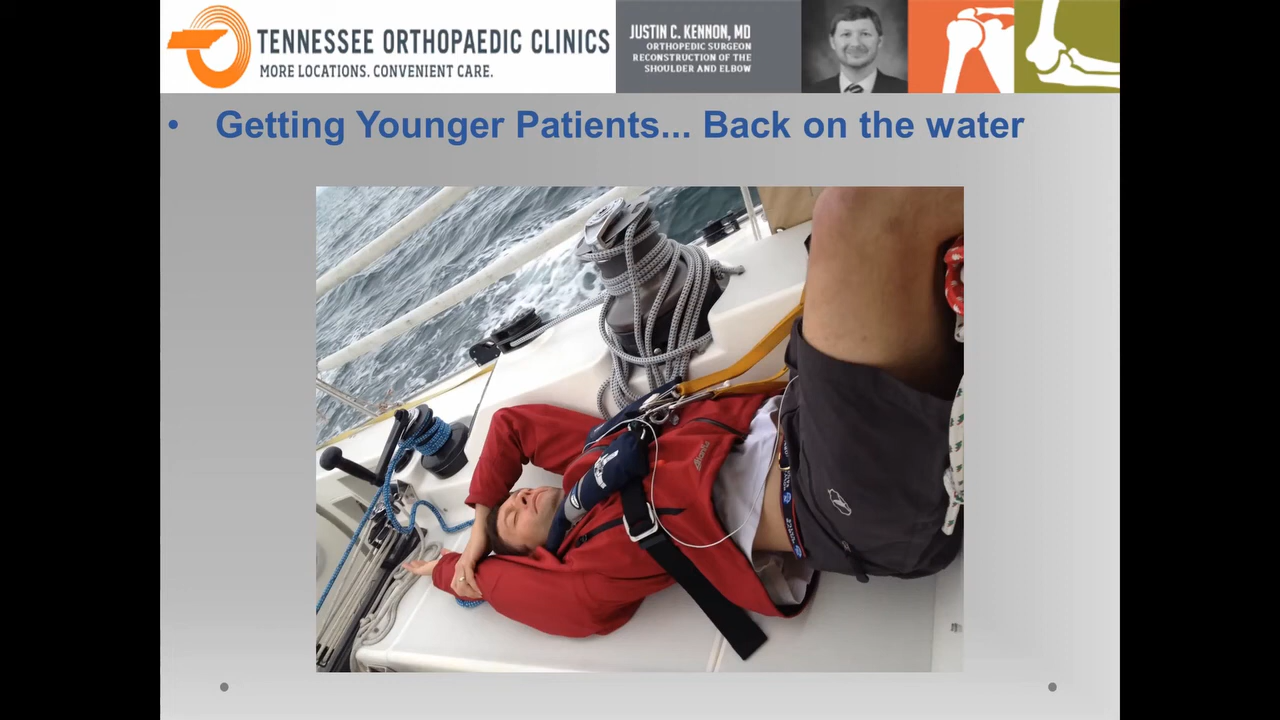 TENNESSEE ORTHOPAEDIC CLINICS
MORE LOCATIONS. CONVENIENT CARE.
JUSTIN C. KENNON, MD
ORTHOPEDIC SURGEON
RECONSTRUCTION OF THE
SHOULDER AND ELBOW
• Getting Younger Patients... Back on the water